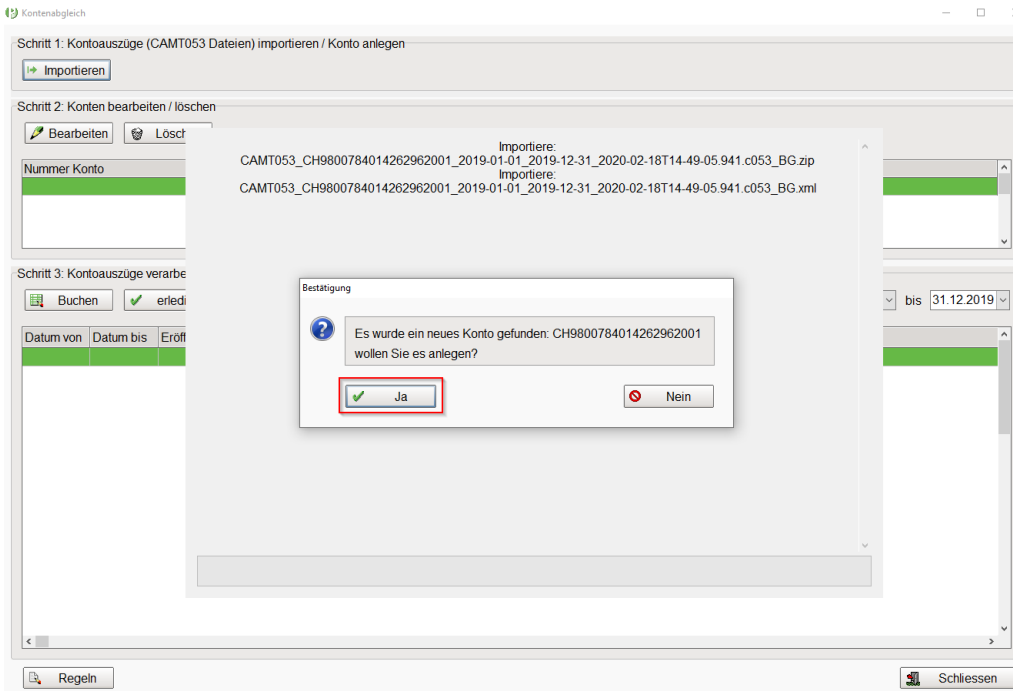 Kontenabgleich
Schritt 1: Kontoauszüge (CAMT053 Dateien) importieren / Konto anlegen
Importieren
Schritt 2: Konten bearbeiten / löschen
Bearbeiten
Lösch
Importiere:
CAMT053_CH9800784014262962001_2019-01-01_2019-12-31_2020-02-18T14-49-05.941.c053_BG.zip
Importiere:
CAMT053_CH9800784014262962001_2019-01-01_2019-12-31_2020-02-18T14-49-05.941.c053_BG.xml
Nummer Konto
Schritt 3: Kontoauszüge verarbe
Buchen
erledi
bis 31.12.2019
Datum von Datum bis Eröff
Bestätigung
Es wurde ein neues Konto gefunden: CH9800784014262962001
wollen Sie es anlegen?
Ja
Nein
Regeln
Schliessen